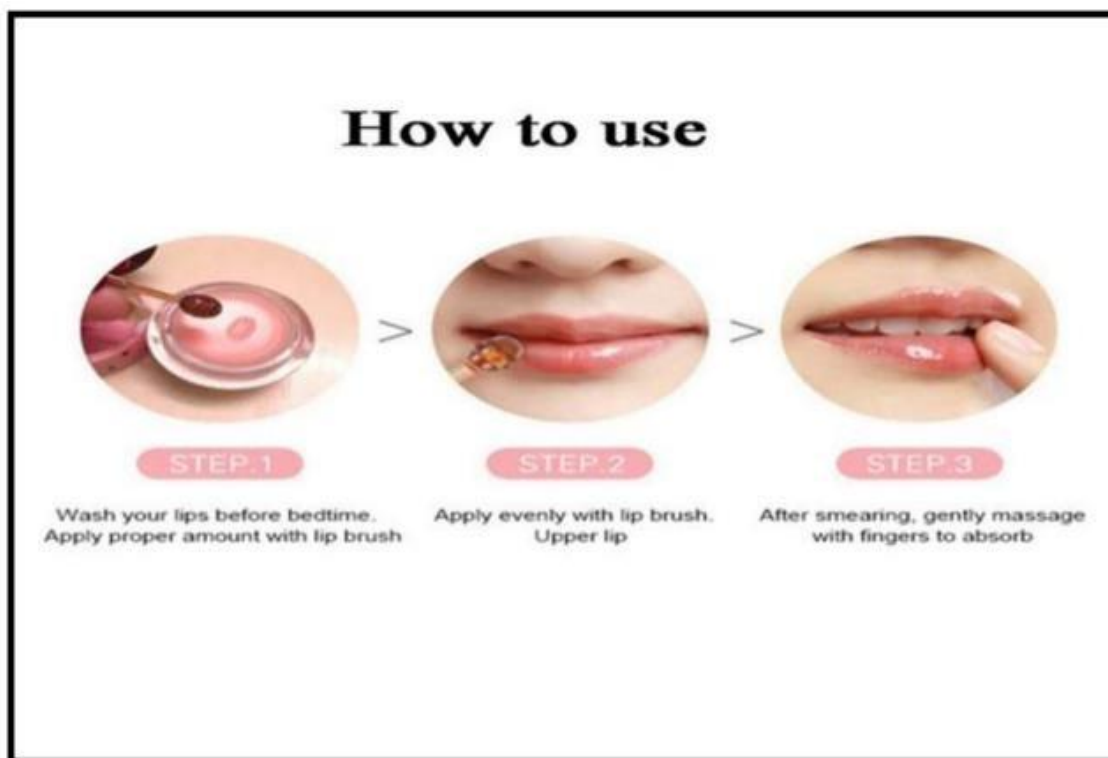 How to use
>
>
STEP.1
STEP.2
STEP.3
Wash your lips before bedtime.
Apply proper amount with lip brush
Apply evenly with lip brush.
Upper lip
After smearing, gently massage
with fingers to absorb